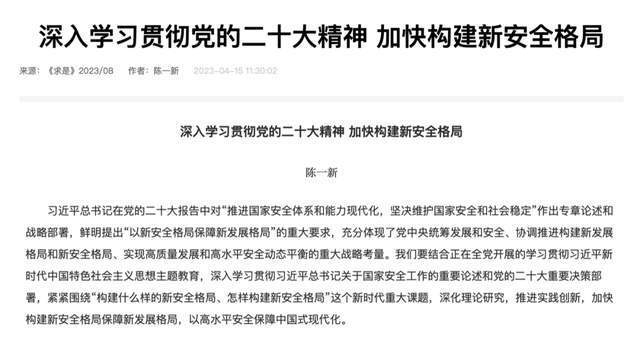 深入学习贯彻党的二十大精神 加快构建新安全格局
来源：《求是》2023/08 作者：陈一新 2023-04-15 11:30:02
深入学习贯彻党的二十大精神 加快构建新安全格局
陈一新
习近平总书记在党的二十大报告中对“推进国家安全体系和能力现代化，坚决维护国家安全和社会稳定”作出专章论述和
战略部署，鲜明提出“以新安全格局保障新发展格局”的重大要求，充分体现了党中央统筹发展和安全、协调推进构建新发展
格局和新安全格局、实现高质量发展和高水平安全动态平衡的重大战略考量。我们要结合正在全党开展的学习贯彻习近平新
时代中国特色社会主义思想主题教育，深入学习贯彻习近平总书记关于国家安全工作的重要论述和党的二十大重要决策部
署，紧紧围绕“构建什么样的新安全格局、怎样构建新安全格局”这个新时代重大课题，深化理论研究，推进实践创新，加快
构建新安全格局保障新发展格局，以高水平安全保障中国式现代化。